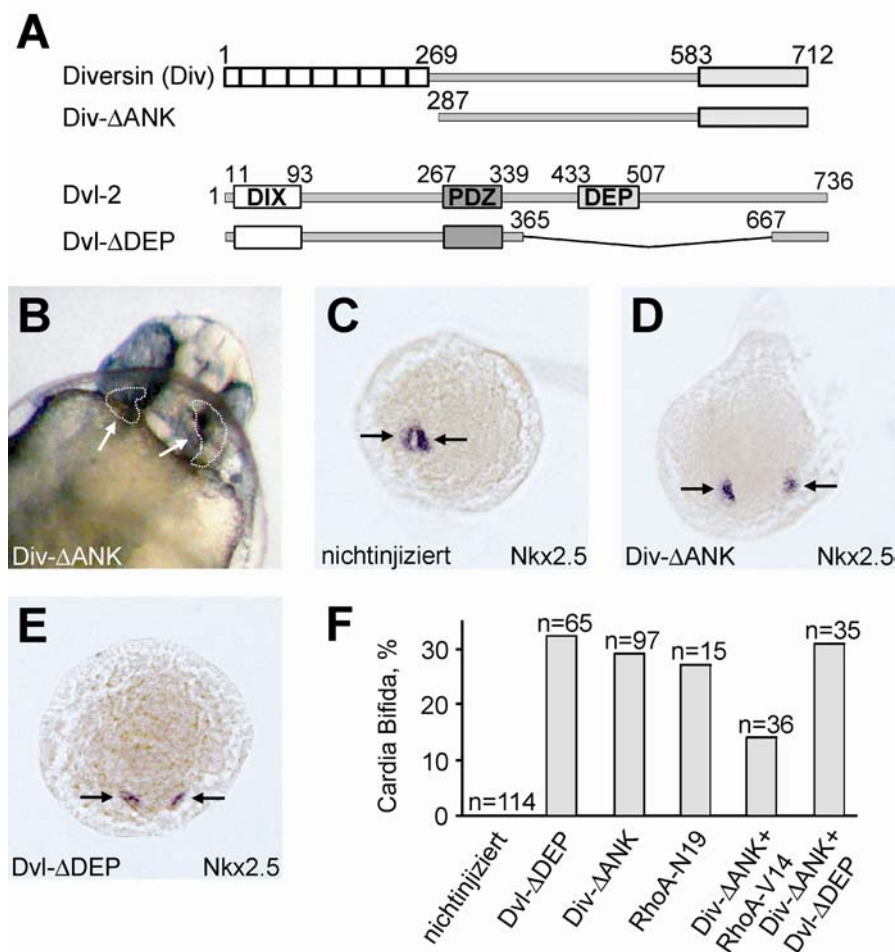 A
1 269 583 712
Diversin (Div)
287
Div-ΔANK
11 93 267 339 433 507
Dvl-2 1 DIX PDZ DEP 736
365 667
Dvl-ΔDEP
B
Div-ΔANK
C
nichtinjiziert Nkx2.5
D
Div-ΔANK Nkx2.5
E
Dvl-ΔDEP Nkx2.5
F
Cardia Bifida, %
30
20
10
0
n=114
n=65
n=97
n=15
n=36
n=35
nichtinjiziert
Dvl-ΔDEP
Div-ΔANK
RhoA-N19
Div-ΔANK+
RhoA-V14
Div-ΔANK+
Dvl-ΔDEP